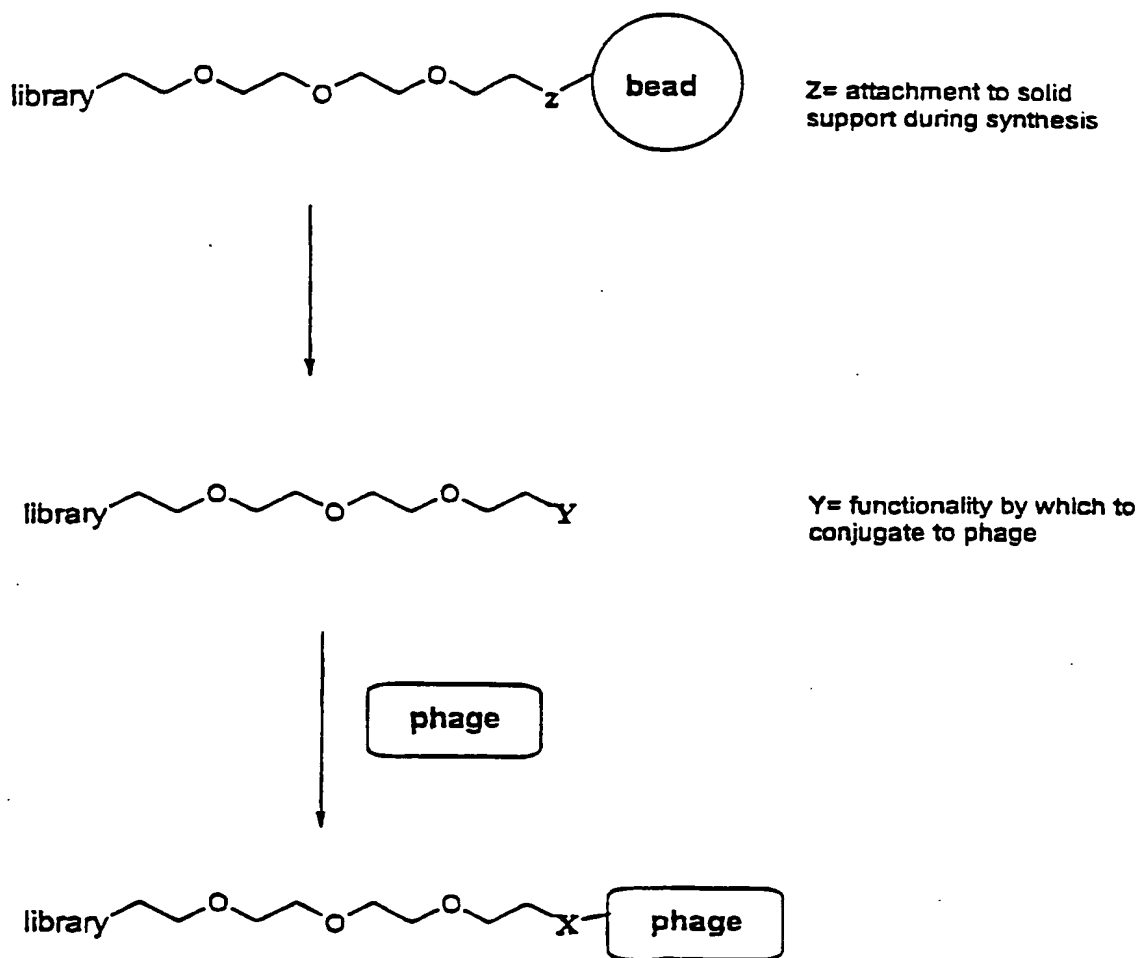 library O O O Z bead
Z= attachment to solid
support during synthesis
library O O O Y
Y= functionality by which to
conjugate to phage
phage
library O O O X phage